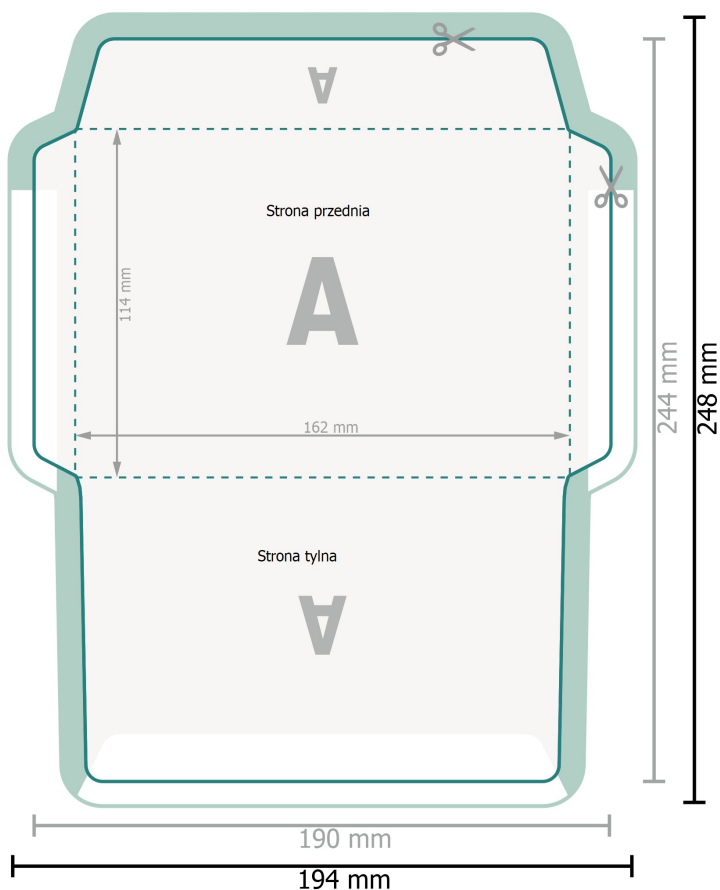 A
Strona przednia
A
114 mm
162 mm
244 mm
248 mm
Strona tylna
A
190 mm
194 mm